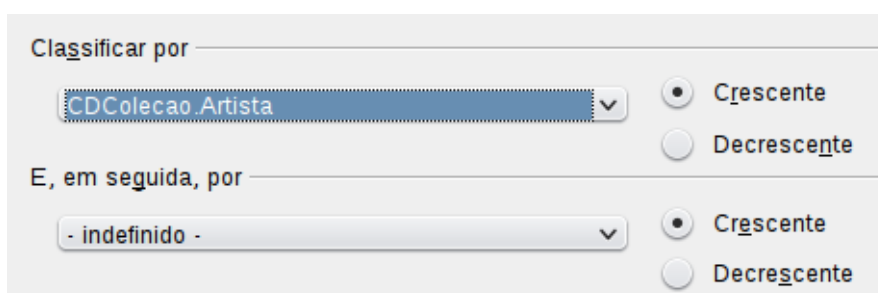 Classificar por
CDColecao.Artista
Crescente
Decrescente
E, em seguida, por
- indefinido -
Crescente
Decrescente